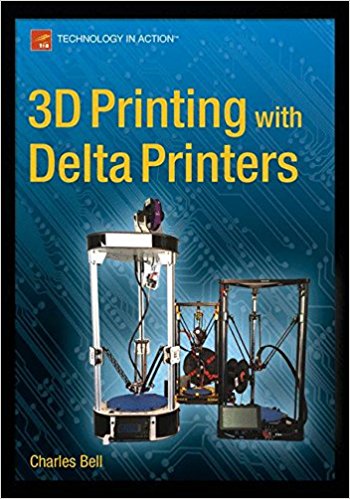 TECHNOLOGY IN ACTION™
3D Printing with
Delta Printers
Charles Bell